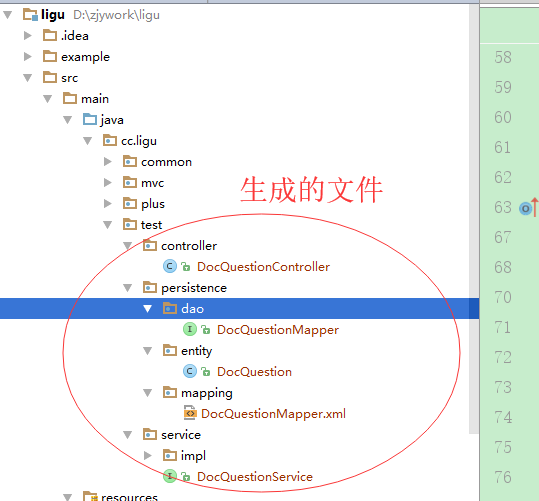 ligu D:\zjywork\ligu
.idea
58
example
59
src
main
60
java
61
cc.ligu
common
62
mvc
生成的文件
63
plus
test
67
controller
DocQuestionController
68
persistence
70
dao
DocQuestionMapper
71
entity
72
DocQuestion
73
mapping
DocQuestionMapper.xml
74
service
75
impl
DocQuestionService
76
resources